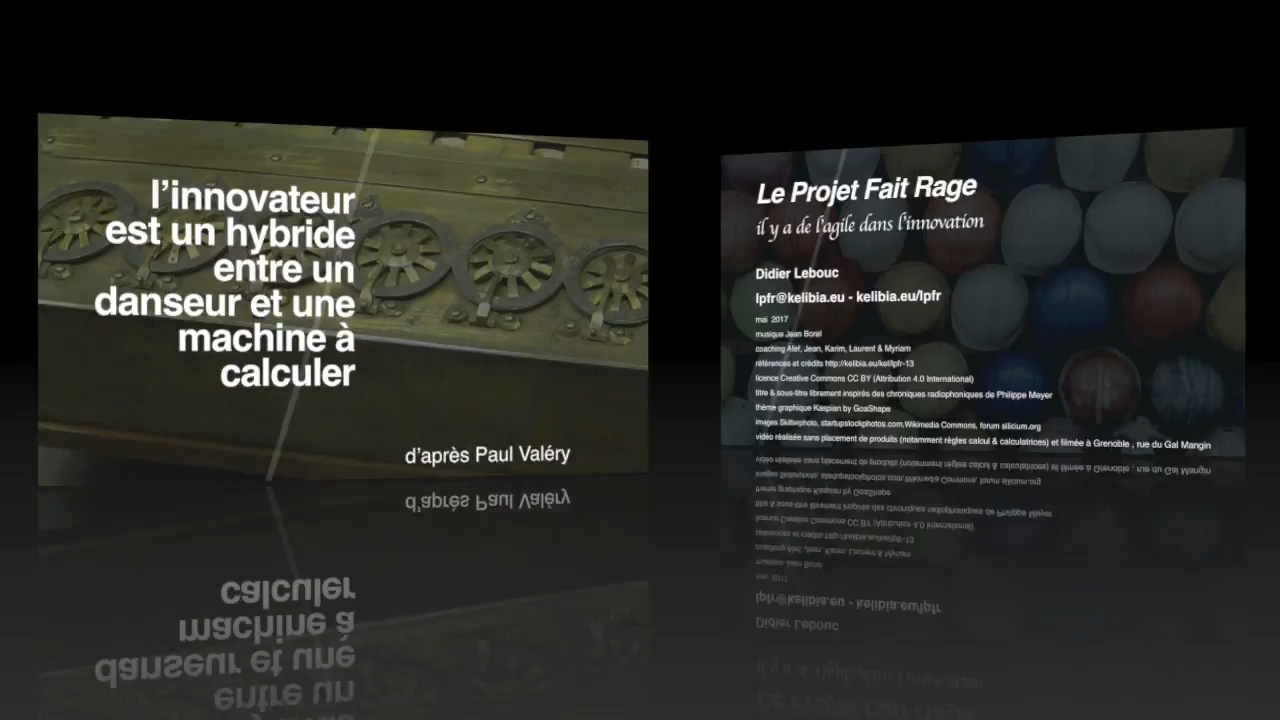 l'innovateur
est un hybride
entre un
danseur et une
machine à
calculer
d'après Paul Valéry
Le Projet Fait Rage
il y a de l'agile dans l'innovation
Didier Lebouc
lpfr@kelibia.eu - kelibia.eu/lpfr
mai 2017
musique Jean Borel
coaching Alef, Jean, Karim, Laurent & Myriam
références et crédits http://kelibia.eu/kel/lpfr-13
licence Creative Commons CC BY (Attribution 4.0 International)
titre & sous-titre librement inspirés des chroniques radiophoniques de Philippe Meyer
thème graphique Kaspian by GoaShape
images Skitterphoto, startupstockphotos.com,Wikimedia Commons, forum silicium.org
vidéo réalisée sans placement de produits (notamment règles calcul & calculatrices) et filmée à Grenoble , rue du Gal Mangin